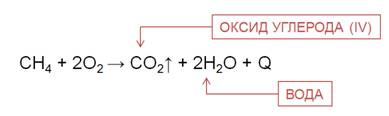 ОКСИД УГЛЕРОДА (IV)
CH₄ + 2O₂ → CO₂↑ + 2H₂O + Q
ВОДА